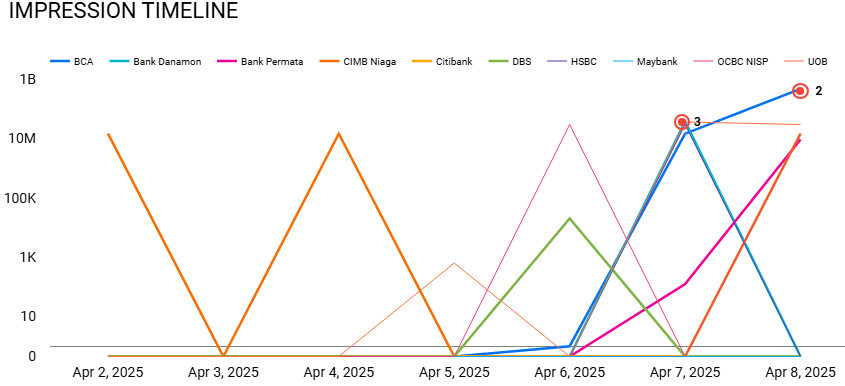 IMPRESSION TIMELINE
BCA Bank Danamon Bank Permata CIMB Niaga Citibank DBS HSBC Maybank OCBC NISP UOB
1B
2
3
10M
100K
1K
10
0
Apr 2, 2025 Apr 3, 2025 Apr 4, 2025 Apr 5, 2025 Apr 6, 2025 Apr 7, 2025 Apr 8, 2025